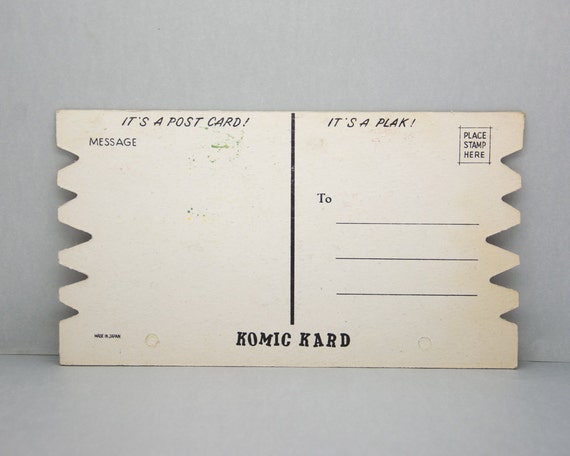 IT'S A POST CARD!
IT'S A PLAK!
MESSAGE
PLACE
STAMP
HERE
To
MADE IN JAPAN
KOMIC KARD